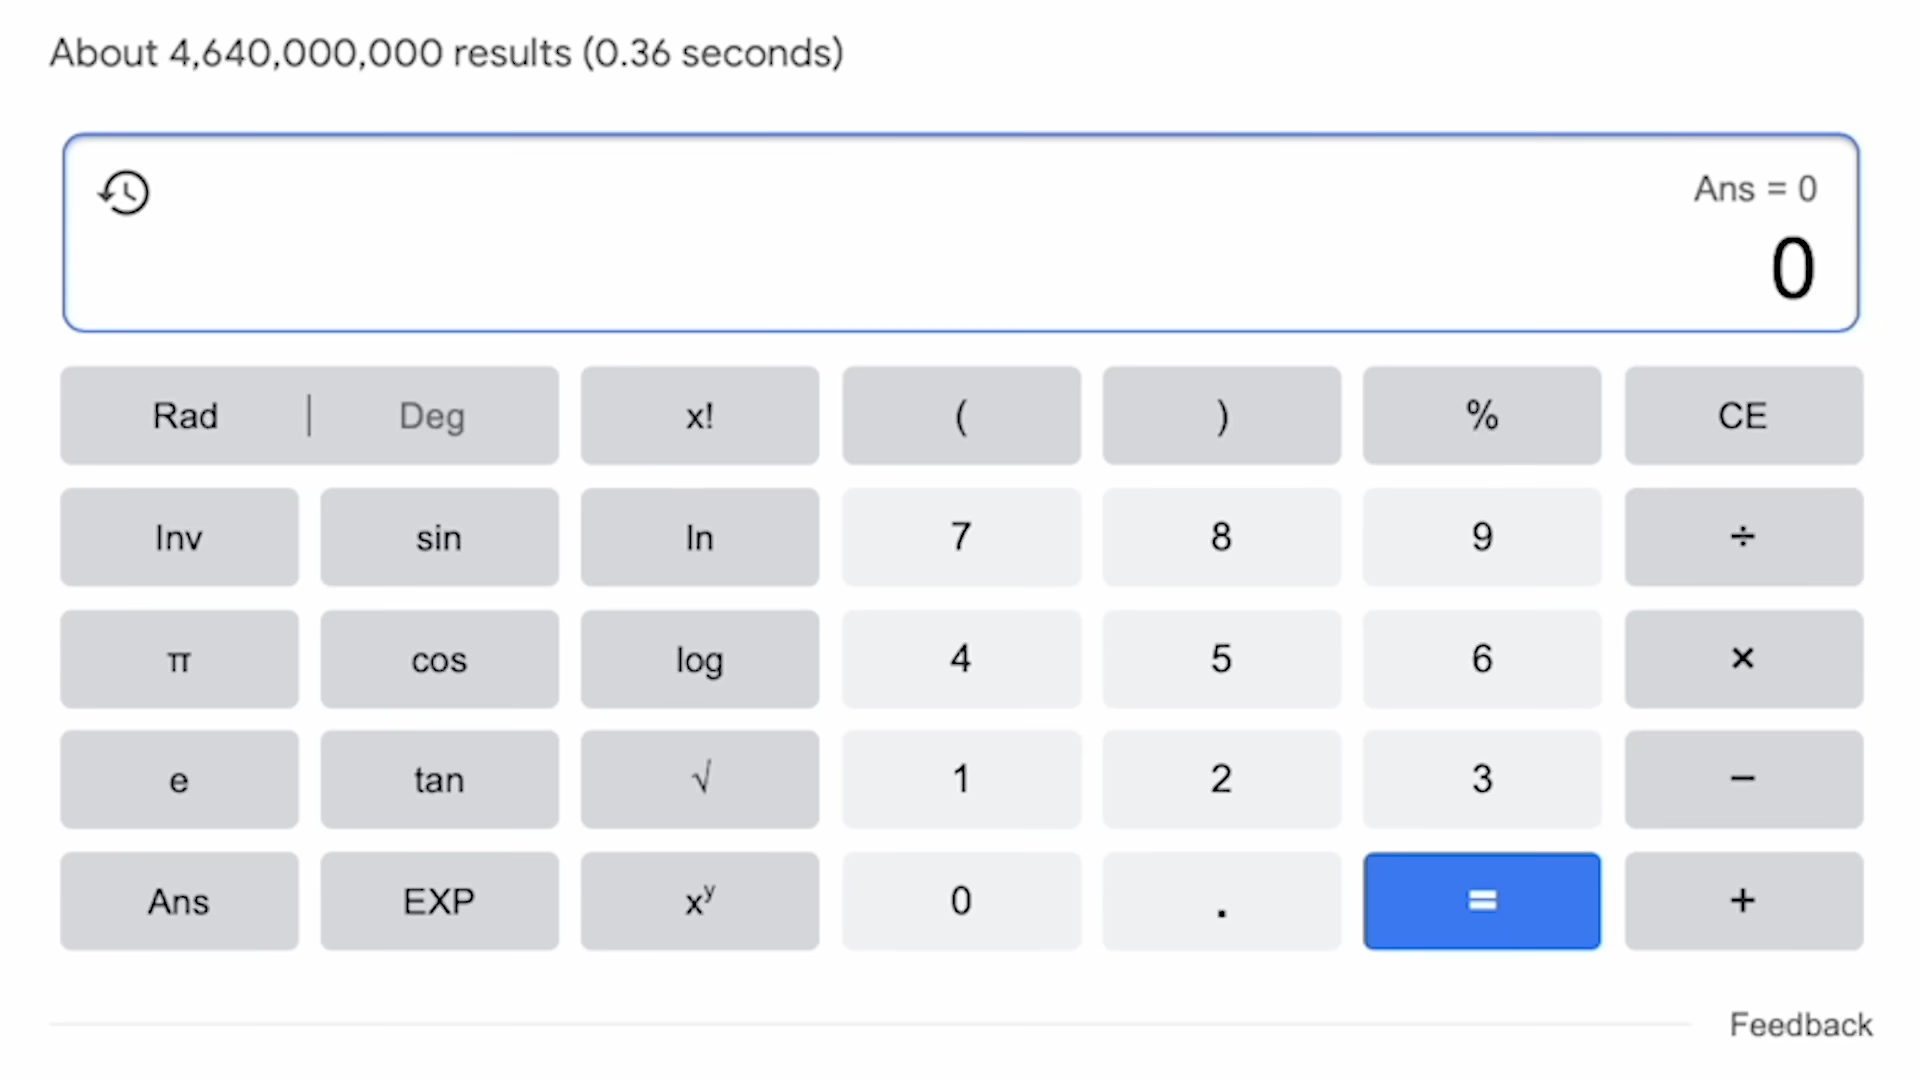 About 4,640,000,000 results (0.36 seconds)
Ans = 0
0
Rad | Deg x! ( ) % CE
Inv sin ln 7 8 9 ÷
π cos log 4 5 6 ×
e tan √ 1 2 3 −
Ans EXP xʸ 0 . = +
Feedback